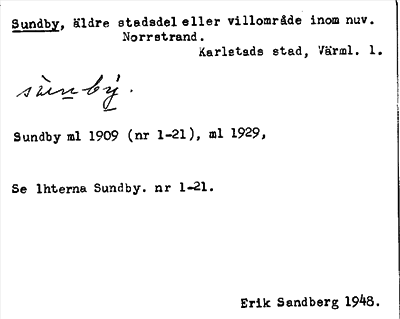 Sundby, äldre stadsdel eller villområde inom nuv.
Norrstrand.
Karlstads stad, Värml. l.
sùn bý.
Sundby ml 1909 (nr 1-21), ml 1929,
Se lhterna Sundby. nr 1-21.
Erik Sandberg 1948.